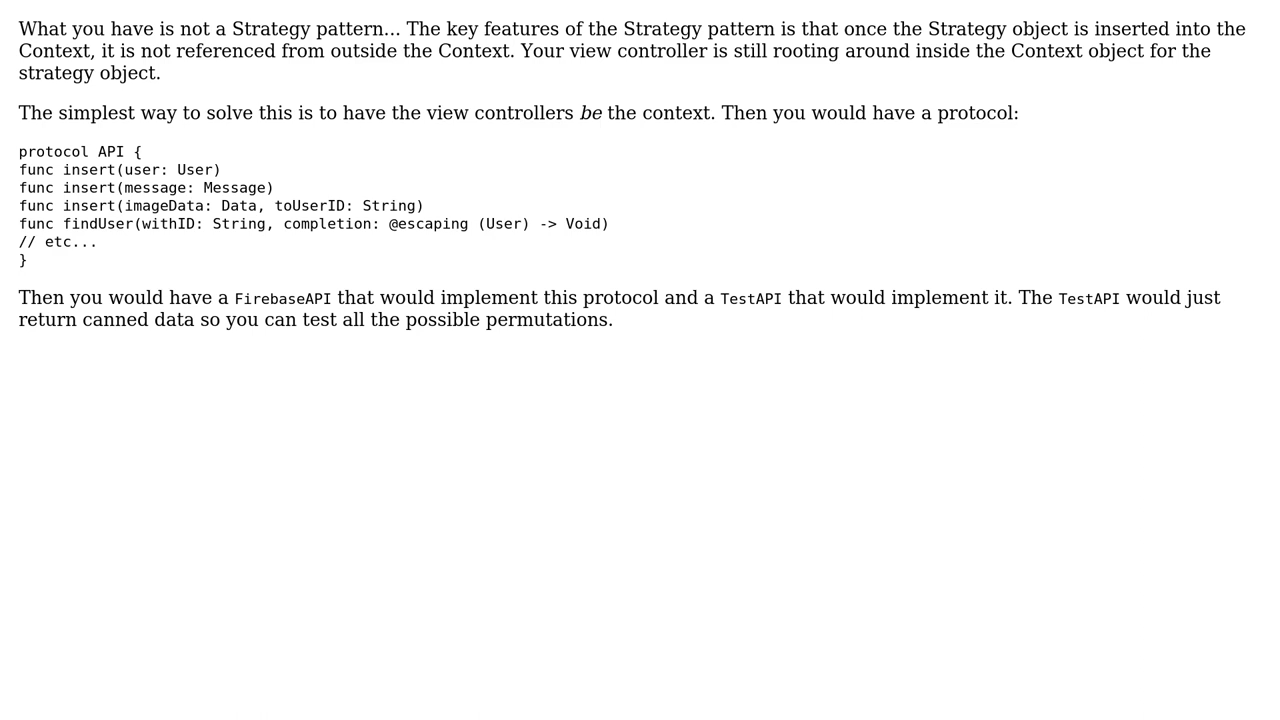 What you have is not a Strategy pattern... The key features of the Strategy pattern is that once the Strategy object is inserted into the
Context, it is not referenced from outside the Context. Your view controller is still rooting around inside the Context object for the
strategy object.
The simplest way to solve this is to have the view controllers be the context. Then you would have a protocol:
protocol API {
func insert(user: User)
func insert(message: Message)
func insert(imageData: Data, toUserID: String)
func findUser(withID: String, completion: @escaping (User) -> Void)
// etc...
}
Then you would have a FirebaseAPI that would implement this protocol and a TestAPI that would implement it. The TestAPI would just
return canned data so you can test all the possible permutations.